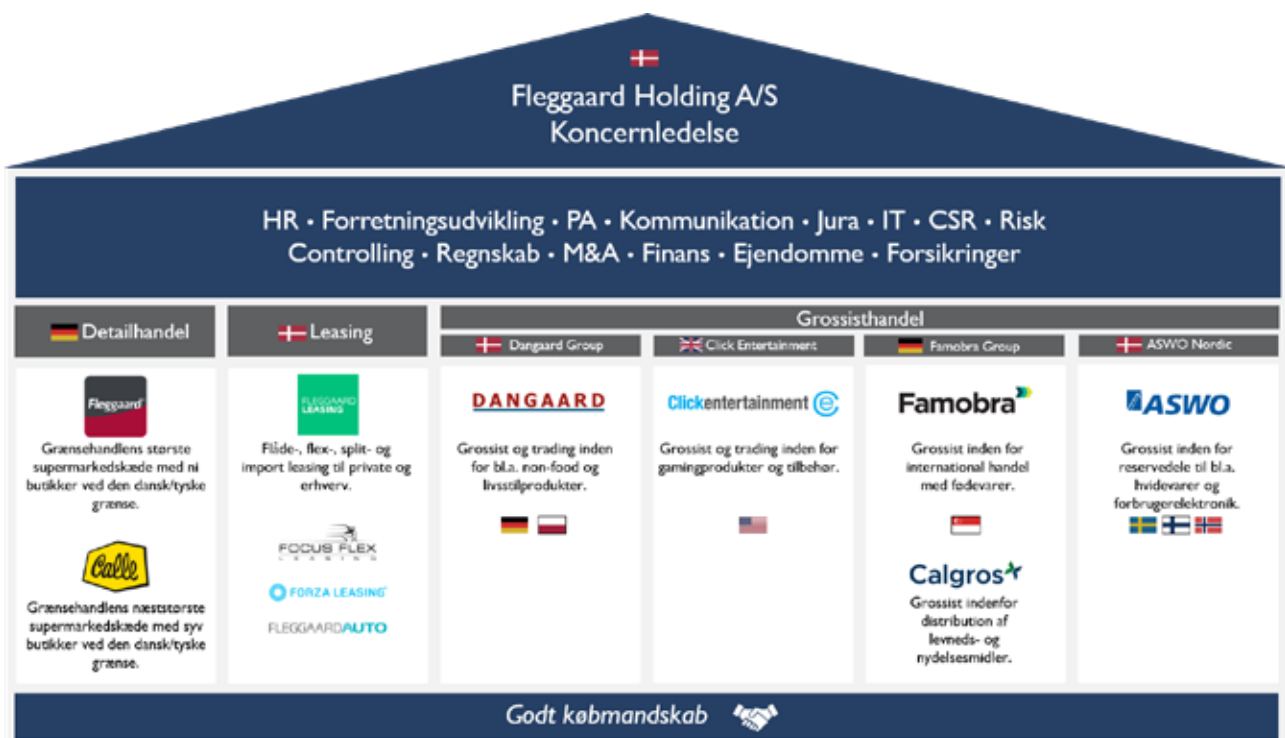 Fleggaard Holding A/S
Koncernledelse
HR • Forretningsudvikling • PA • Kommunikation • Jura • IT • CSR • Risk
Controlling • Regnskab • M&A • Finans • Ejendomme • Forsikringer
Detailhandel
Leasing
Grossisthandel
Dangaard Group
Click Entertainment
Famobra Group
ASWO Nordic
Fleggaard
Grænsehandlens største
supermarkedskæde med ni
butikker ved den dansk/tyske
grænse.
Calle
Grænsehandlens næststørste
supermarkedskæde med syv
butikker ved den dansk/tyske
grænse.
FLEGGAARD
LEASING
Flåde-, flex-, split- og
import leasing til private og
erhverv.
FOCUS FLEX
LEASING
FORZA LEASING
FLEGGAARDAUTO
DANGAARD
Grossist og trading inden
for bl.a. non-food og
livsstilprodukter.
Clickentertainment e
Grossist og trading inden for
gamingprodukter og tilbehør.
Famobra
Grossist inden for
international handel
med fødevarer.
Calgros
Grossist indenfor
distribution af
levneds- og
nydelsesmidler.
ASWO
Grossist inden for
reservedele til bl.a.
hvidevarer og
forbrugerelektronik.
Godt købmandskab